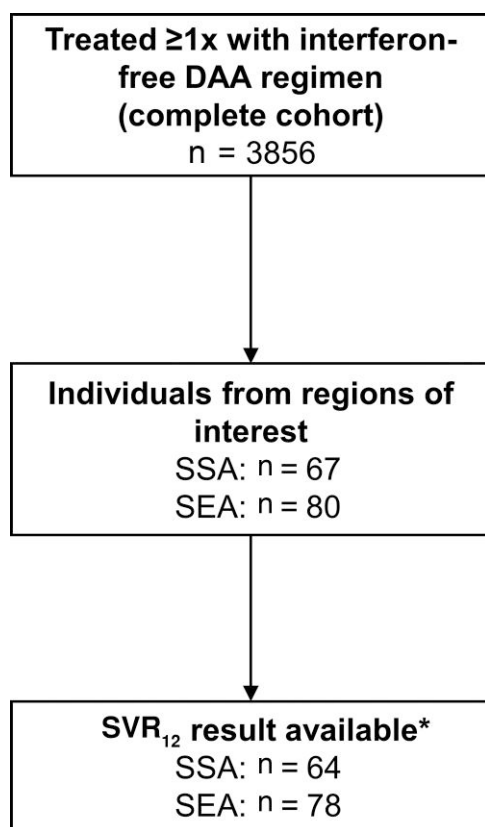 Treated ≥1x with interferon-
free DAA regimen
(complete cohort)
n = 3856
Individuals from regions of
interest
SSA: n = 67
SEA: n = 80
SVR₁₂ result available*
SSA: n = 64
SEA: n = 78